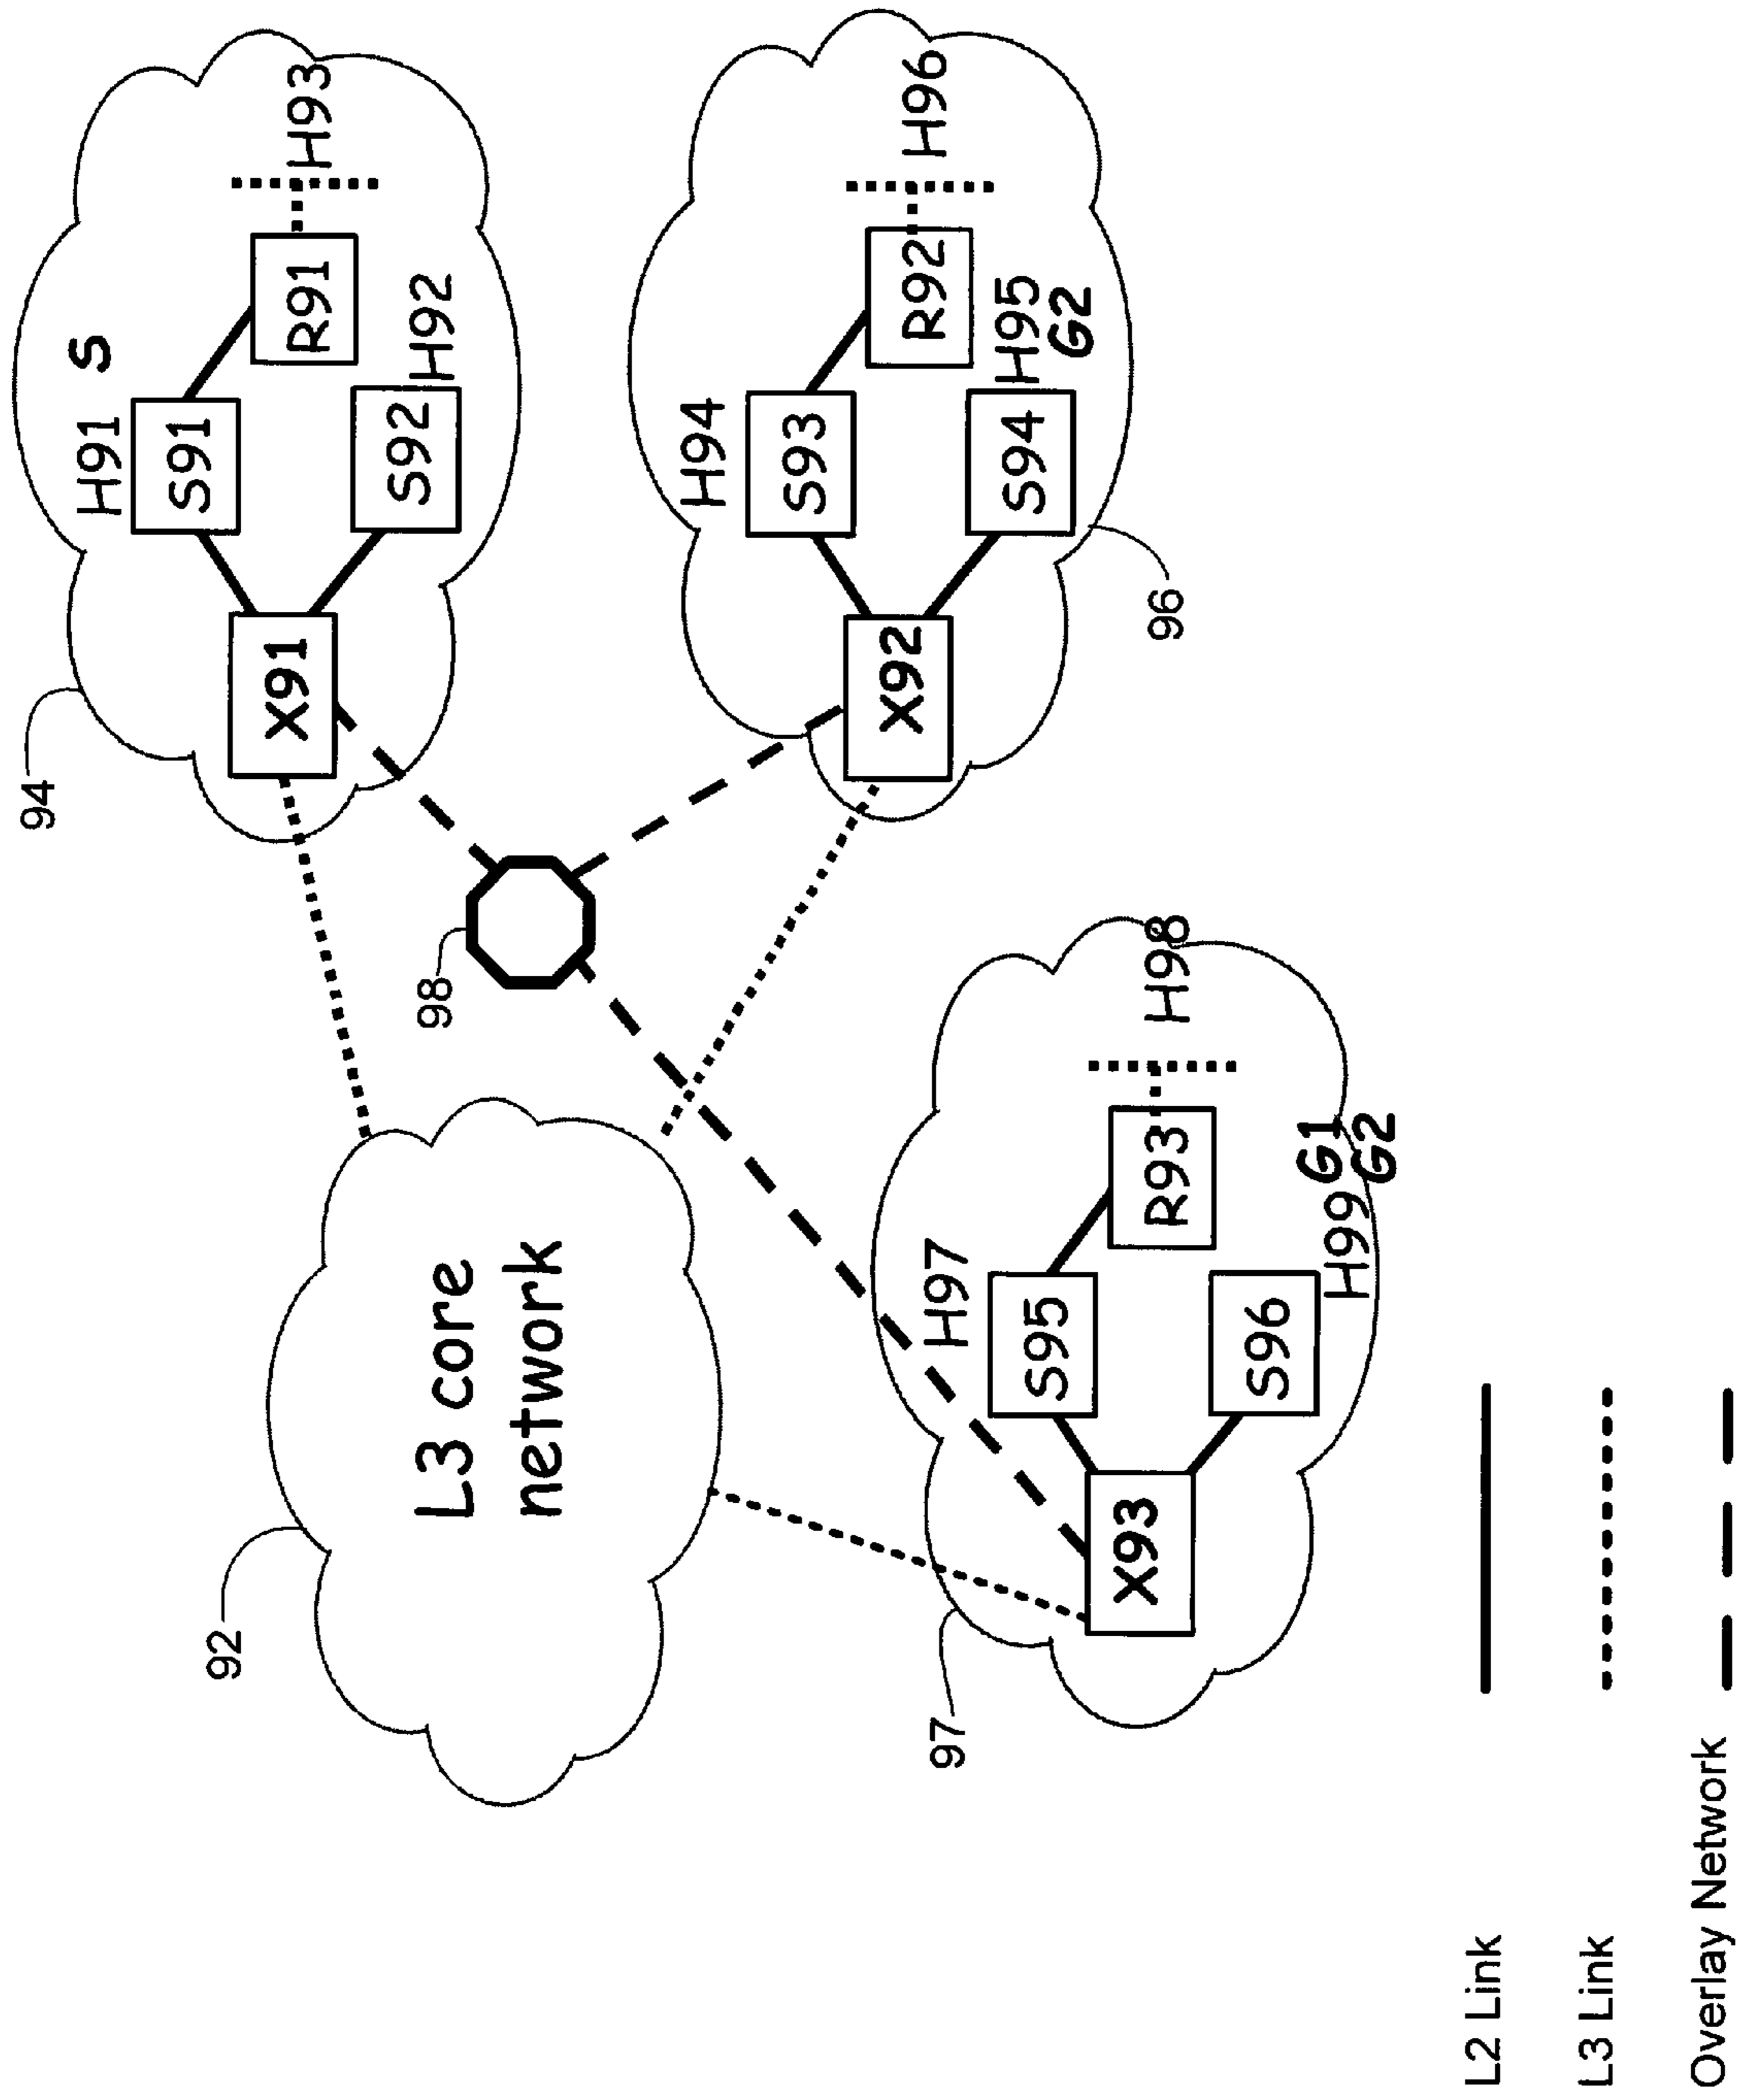 92
L3 core
network
94
H91 S
S91
X91
R91
H93
S92
H92
98
97
H97
S95
X93
R93
H98
S96
H99 G1
G2
H94
S93
X92
R92
H96
S94
H95
G2
96
L2 Link
L3 Link
Overlay Network